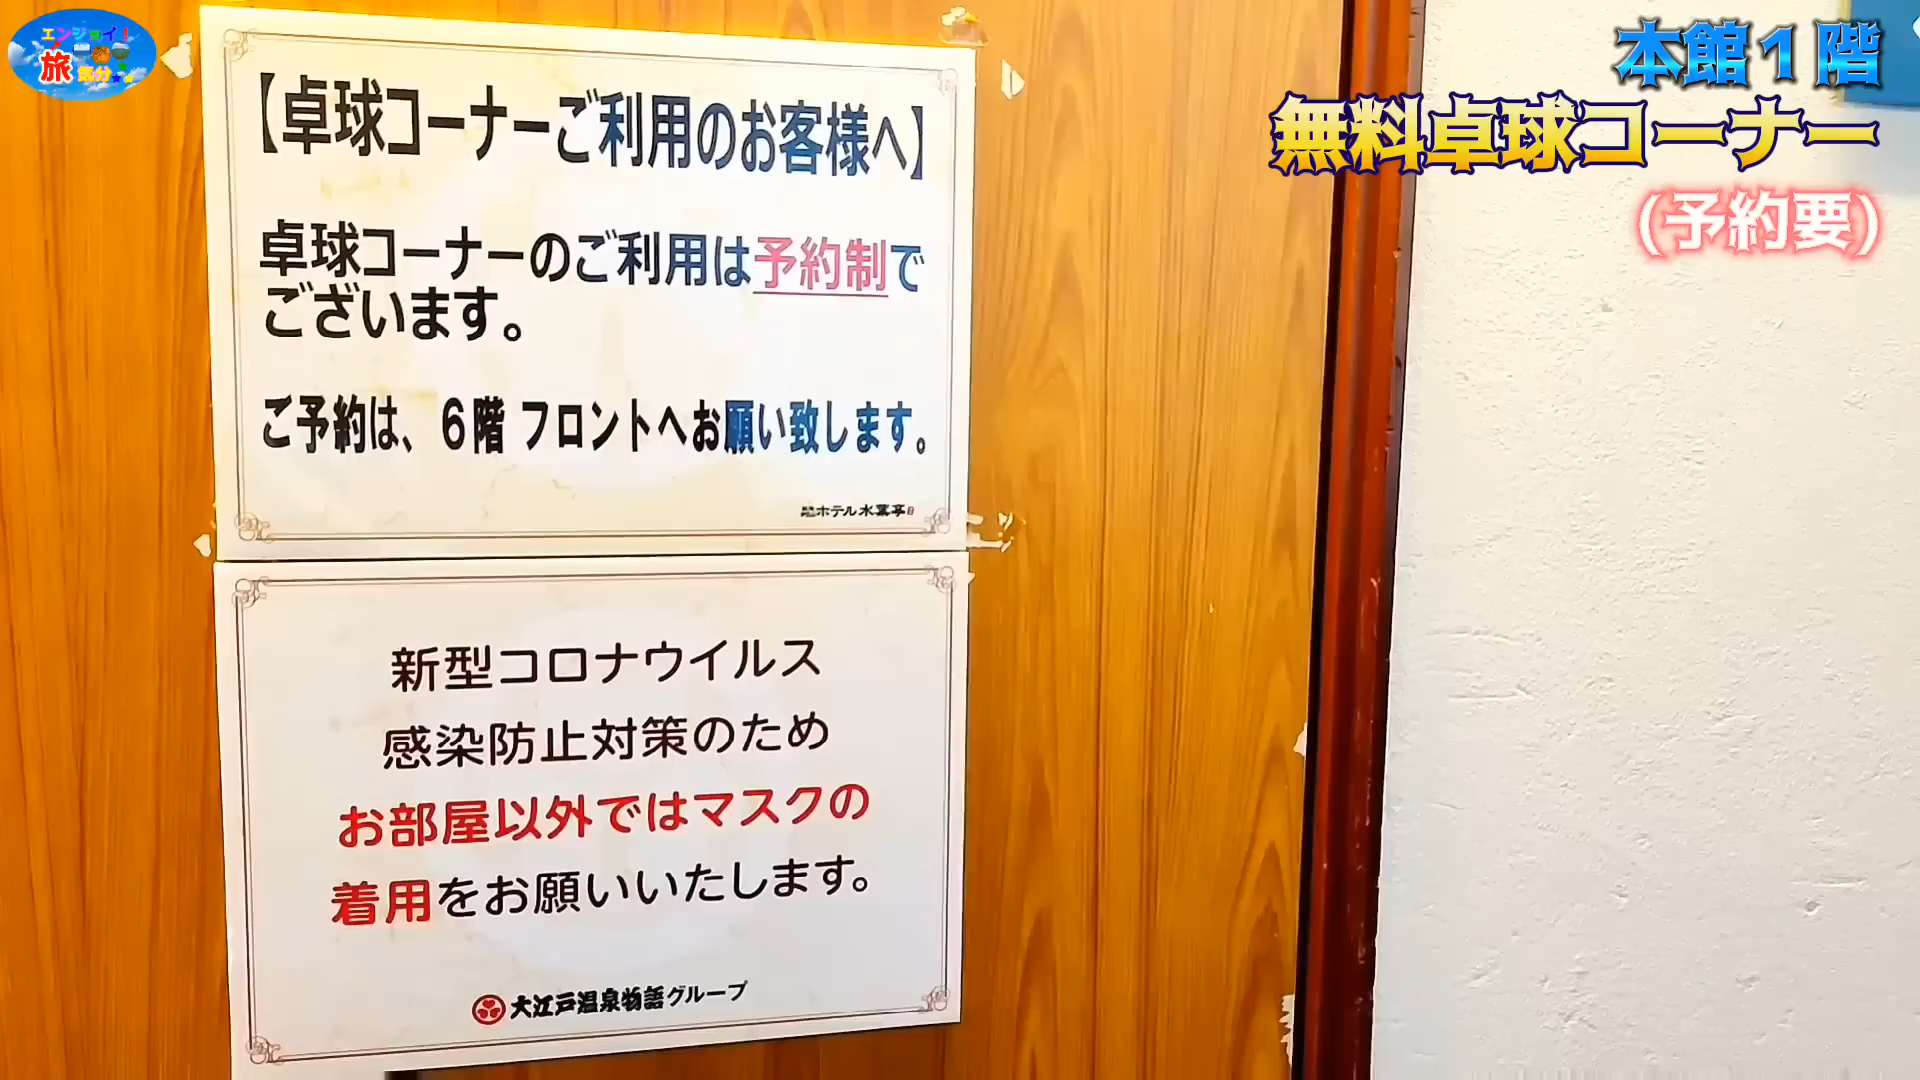 エンジョイ！
旅気分
本館１階
無料卓球コーナー
(予約要)
【卓球コーナーご利用のお客様へ】
卓球コーナーのご利用は予約制で
ございます。
ご予約は、６階 フロントへお願い致します。
ホテル水葉亭
新型コロナウイルス
感染防止対策のため
お部屋以外ではマスクの
着用をお願いいたします。
大江戸温泉物語グループ